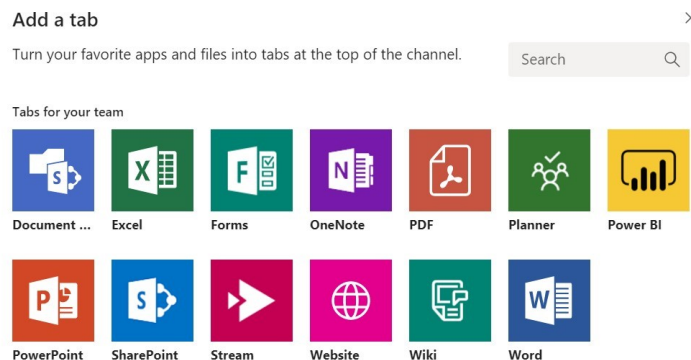 Add a tab
Turn your favorite apps and files into tabs at the top of the channel.
Search
Tabs for your team
S X F N
Document ... Excel Forms OneNote PDF Planner Power BI
P S W
PowerPoint SharePoint Stream Website Wiki Word